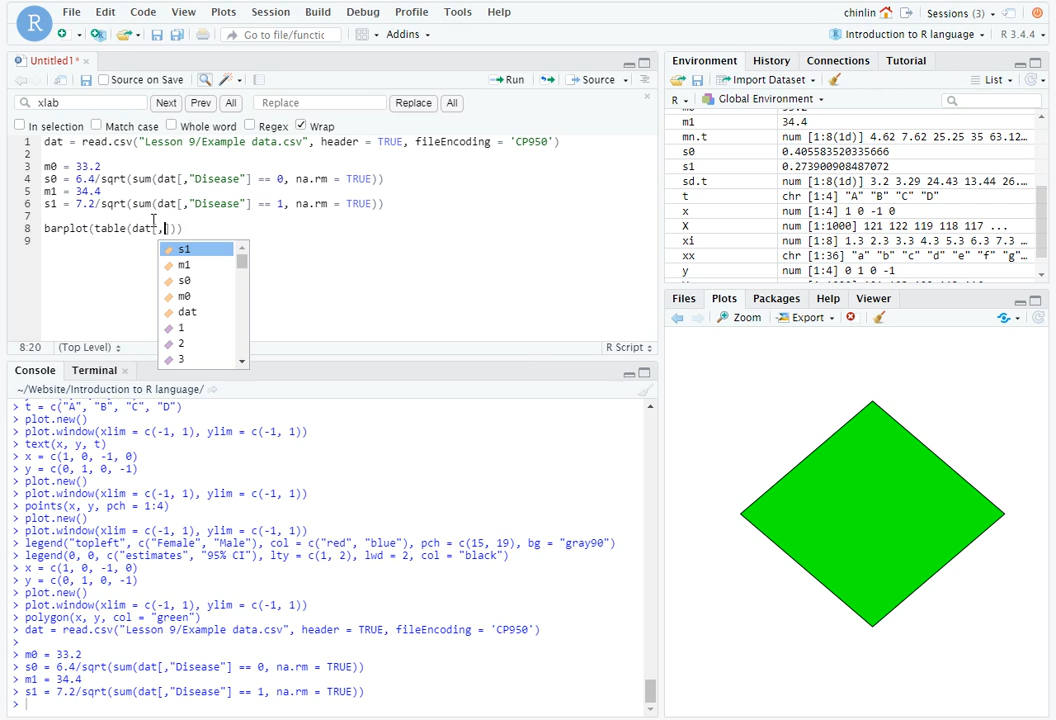 File Edit Code View Plots Session Build Debug Profile Tools Help chinlin Sessions (3)
R Go to file/function Addins Introduction to R language R 3.4.4
Untitled1*
Source on Save Run Source
xlab Next Prev All Replace Replace All
In selection Match case Whole word Regex Wrap
1 dat = read.csv("Lesson 9/Example data.csv", header = TRUE, fileEncoding = 'CP950')
2
3 m0 = 33.2
4 s0 = 6.4/sqrt(sum(dat[,"Disease"] == 0, na.rm = TRUE))
5 m1 = 34.4
6 s1 = 7.2/sqrt(sum(dat[,"Disease"] == 1, na.rm = TRUE))
7
8 barplot(table(dat[,]))
9
s1
m1
s0
m0
dat
1
2
3
8:20 (Top Level) R Script
Console Terminal
~/Website/Introduction to R language/
> t = c("A", "B", "C", "D")
> plot.new()
> plot.window(xlim = c(-1, 1), ylim = c(-1, 1))
> text(x, y, t)
> x = c(1, 0, -1, 0)
> y = c(0, 1, 0, -1)
> plot.new()
> plot.window(xlim = c(-1, 1), ylim = c(-1, 1))
> points(x, y, pch = 1:4)
> plot.new()
> plot.window(xlim = c(-1, 1), ylim = c(-1, 1))
> legend("topleft", c("Female", "Male"), col = c("red", "blue"), pch = c(15, 19), bg = "gray90")
> legend(0, 0, c("estimates", "95% CI"), lty = c(1, 2), lwd = 2, col = "black")
> x = c(1, 0, -1, 0)
> y = c(0, 1, 0, -1)
> plot.new()
> plot.window(xlim = c(-1, 1), ylim = c(-1, 1))
> polygon(x, y, col = "green")
> dat = read.csv("Lesson 9/Example data.csv", header = TRUE, fileEncoding = 'CP950')
>
> m0 = 33.2
> s0 = 6.4/sqrt(sum(dat[,"Disease"] == 0, na.rm = TRUE))
> m1 = 34.4
> s1 = 7.2/sqrt(sum(dat[,"Disease"] == 1, na.rm = TRUE))
>
Environment History Connections Tutorial
Import Dataset List
R Global Environment
m1 34.4
mn.t num [1:8(1d)] 4.62 7.62 25.25 35 63.12…
s0 0.405583520335666
s1 0.273900908487072
sd.t num [1:8(1d)] 3.2 3.29 24.43 13.44 26.…
t chr [1:4] "A" "B" "C" "D"
x num [1:4] 1 0 -1 0
X num [1:1000] 121 122 119 118 117 ...
xi num [1:8] 1.3 2.3 3.3 4.3 5.3 6.3 7.3 …
xx chr [1:36] "a" "b" "c" "d" "e" "f" "g"…
y num [1:4] 0 1 0 -1
Files Plots Packages Help Viewer
Zoom Export